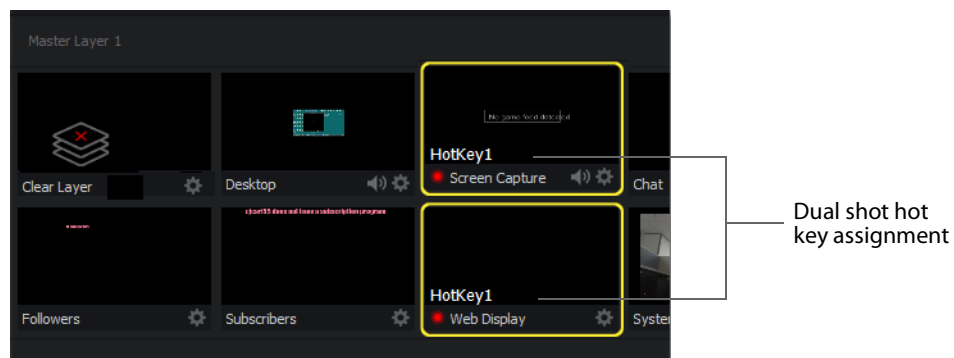 Master Layer 1
No game feed detected
HotKey1
Clear Layer
Desktop
Screen Capture
Chat
Dual shot hot
key assignment
HotKey1
Followers
Subscribers
Web Display
Syste